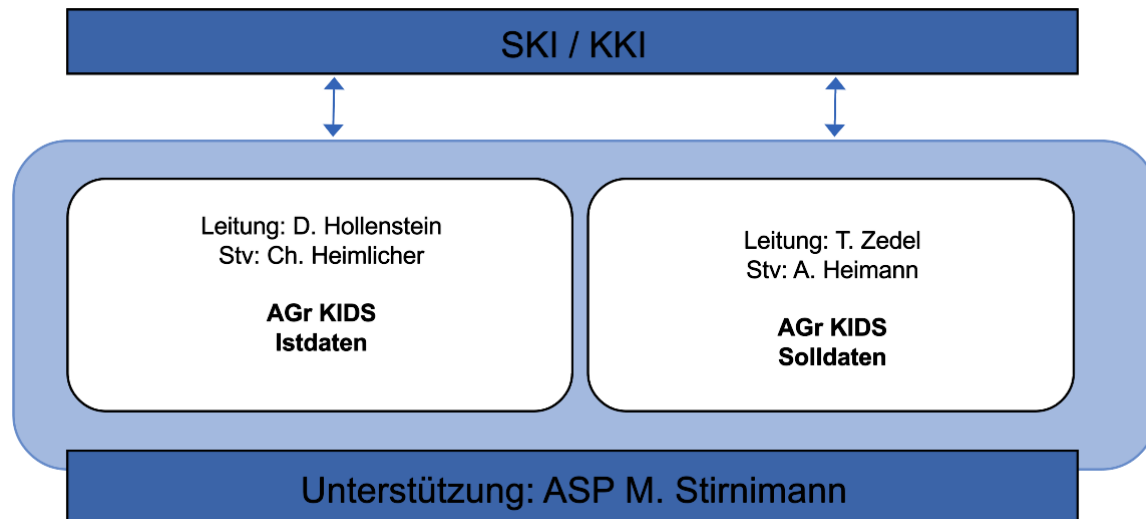 SKI / KKI
Leitung: D. Hollenstein
Stv: Ch. Heimlicher
AGr KIDS
Istdaten
Leitung: T. Zedel
Stv: A. Heimann
AGr KIDS
Solldaten
Unterstützung: ASP M. Stirnimann